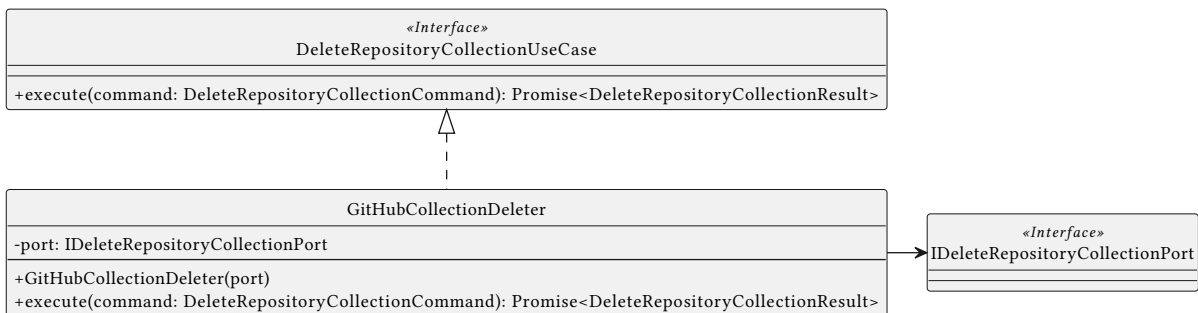 «Interface»
DeleteRepositoryCollectionUseCase
+execute(command: DeleteRepositoryCollectionCommand): Promise<DeleteRepositoryCollectionResult>
GitHubCollectionDeleter
-port: IDeleteRepositoryCollectionPort
+GitHubCollectionDeleter(port)
+execute(command: DeleteRepositoryCollectionCommand): Promise<DeleteRepositoryCollectionResult>
«Interface»
IDeleteRepositoryCollectionPort